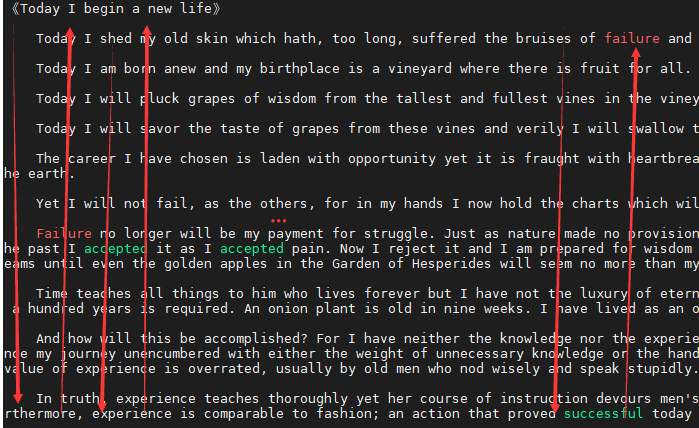 《Today I begin a new life》
Today I shed my old skin which hath, too long, suffered the bruises of failure and
Today I am born anew and my birthplace is a vineyard where there is fruit for all.
Today I will pluck grapes of wisdom from the tallest and fullest vines in the viney
Today I will savor the taste of grapes from these vines and verily I will swallow t
The career I have chosen is laden with opportunity yet it is fraught with heartbrea
he earth.
Yet I will not fail, as the others, for in my hands I now hold the charts which wil
...
Failure no longer will be my payment for struggle. Just as nature made no provision
he past I accepted it as I accepted pain. Now I reject it and I am prepared for wisdom
eams until even the golden apples in the Garden of Hesperides will seem no more than my
Time teaches all things to him who lives forever but I have not the luxury of etern
a hundred years is required. An onion plant is old in nine weeks. I have lived as an o
And how will this be accomplished? For I have neither the knowledge nor the experie
nce my journey unencumbered with either the weight of unnecessary knowledge or the hand
value of experience is overrated, usually by old men who nod wisely and speak stupidly.
In truth, experience teaches thoroughly yet her course of instruction devours men's
rthermore, experience is comparable to fashion; an action that proved successful today